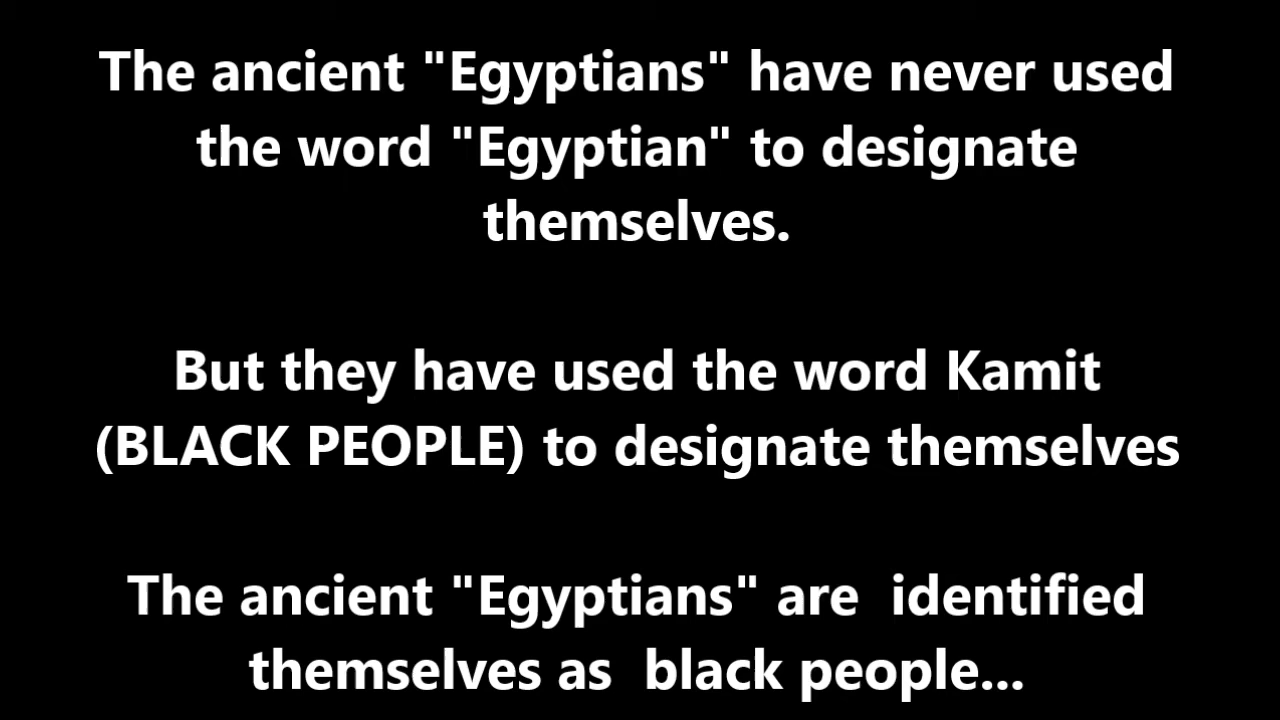 The ancient "Egyptians" have never used
the word "Egyptian" to designate
themselves.
But they have used the word Kamit
(BLACK PEOPLE) to designate themselves
The ancient "Egyptians" are identified
themselves as black people...